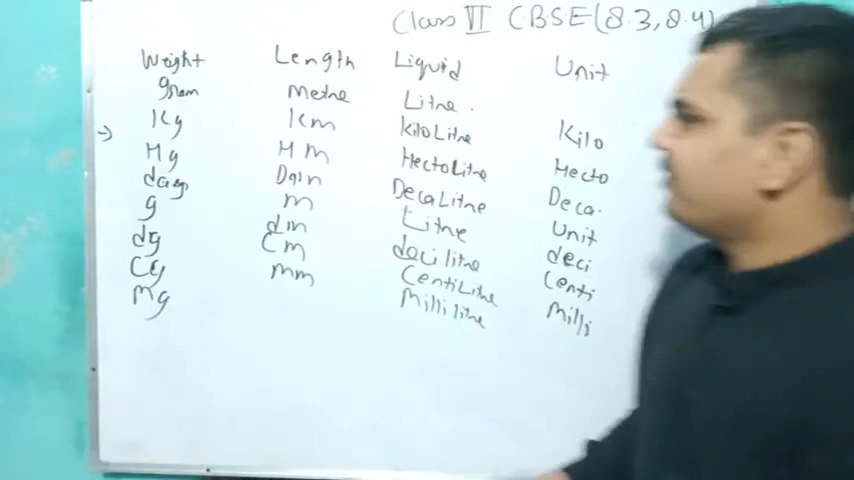 Class VI CBSE (8.3, 8.4)
Weight Length Liquid Unit
gram Metre Litre.
→ Kg Km KiloLitre Kilo
Hg HM HectoLitre Hecto
dag Dam DecaLitre Deca.
g m Litre Unit
dg dm decilitre deci
Cg Cm CentiLitre Centi
Mg mm Millilitre Milli